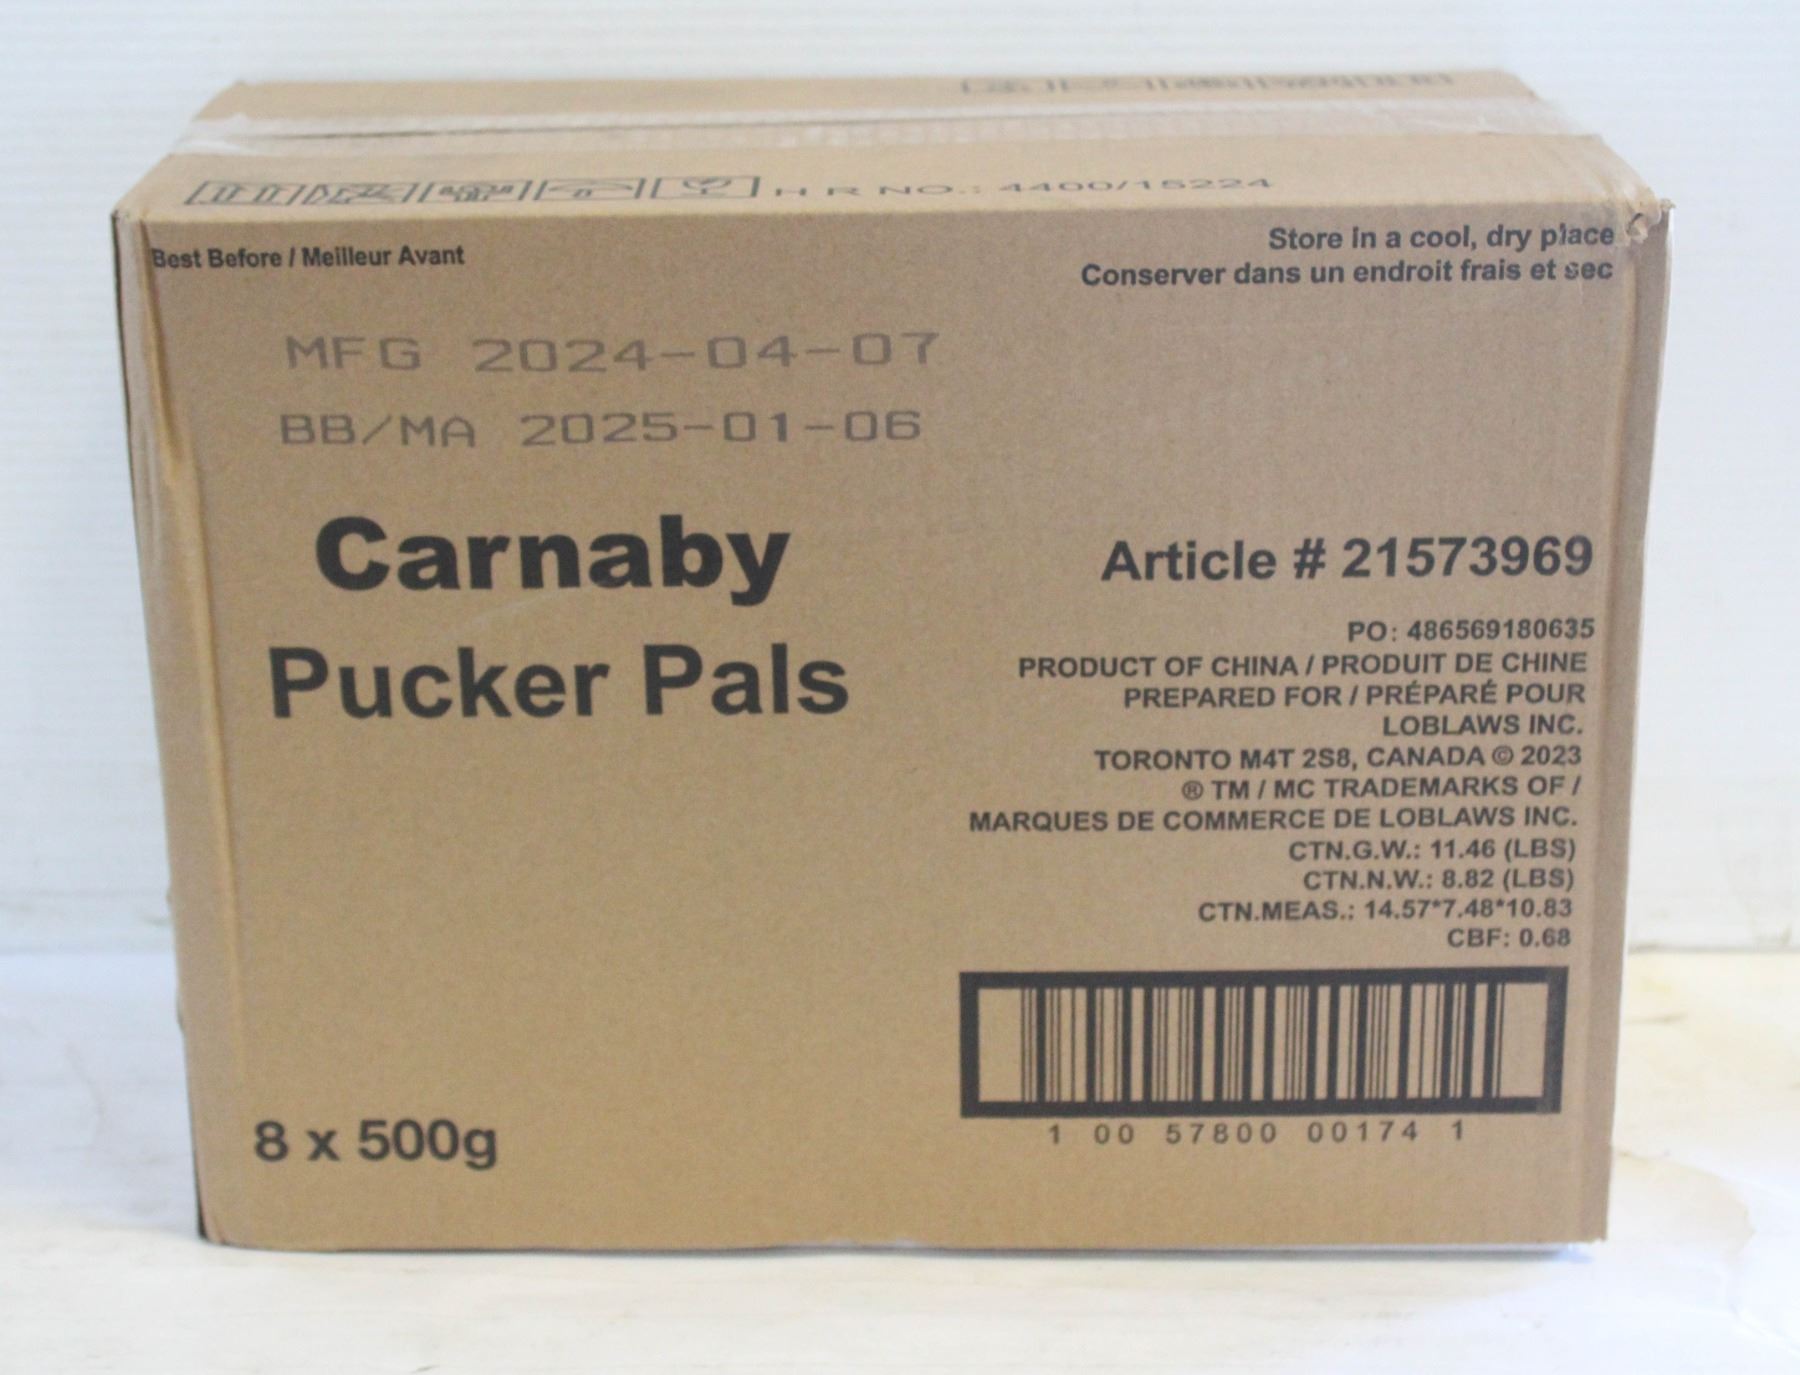 H R NO.: 4400/15224
Best Before / Meilleur Avant
Store in a cool, dry place
Conserver dans un endroit frais et sec
MFG 2024-04-07
BB/MA 2025-01-06
Carnaby
Pucker Pals
8 x 500g
Article # 21573969
PO: 486569180635
PRODUCT OF CHINA / PRODUIT DE CHINE
PREPARED FOR / PRÉPARÉ POUR
LOBLAWS INC.
TORONTO M4T 2S8, CANADA © 2023
® TM / MC TRADEMARKS OF /
MARQUES DE COMMERCE DE LOBLAWS INC.
CTN.G.W.: 11.46 (LBS)
CTN.N.W.: 8.82 (LBS)
CTN.MEAS.: 14.57*7.48*10.83
CBF: 0.68
1 00 57800 00174 1